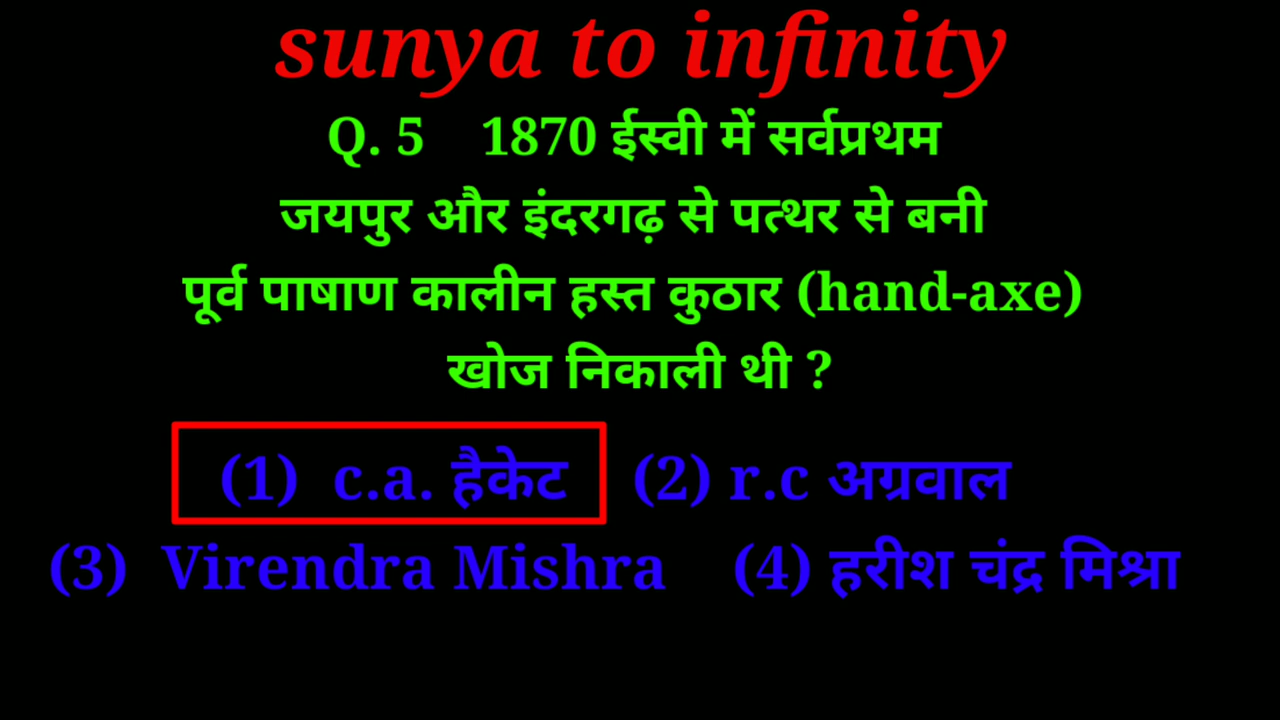 sunya to infinity
Q. 5 1870 ईस्वी में सर्वप्रथम
जयपुर और इंदरगढ़ से पत्थर से बनी
पूर्व पाषाण कालीन हस्त कुठार (hand-axe)
खोज निकाली थी ?
(1) c.a. हैकेट (2) r.c अग्रवाल
(3) Virendra Mishra (4) हरीश चंद्र मिश्रा